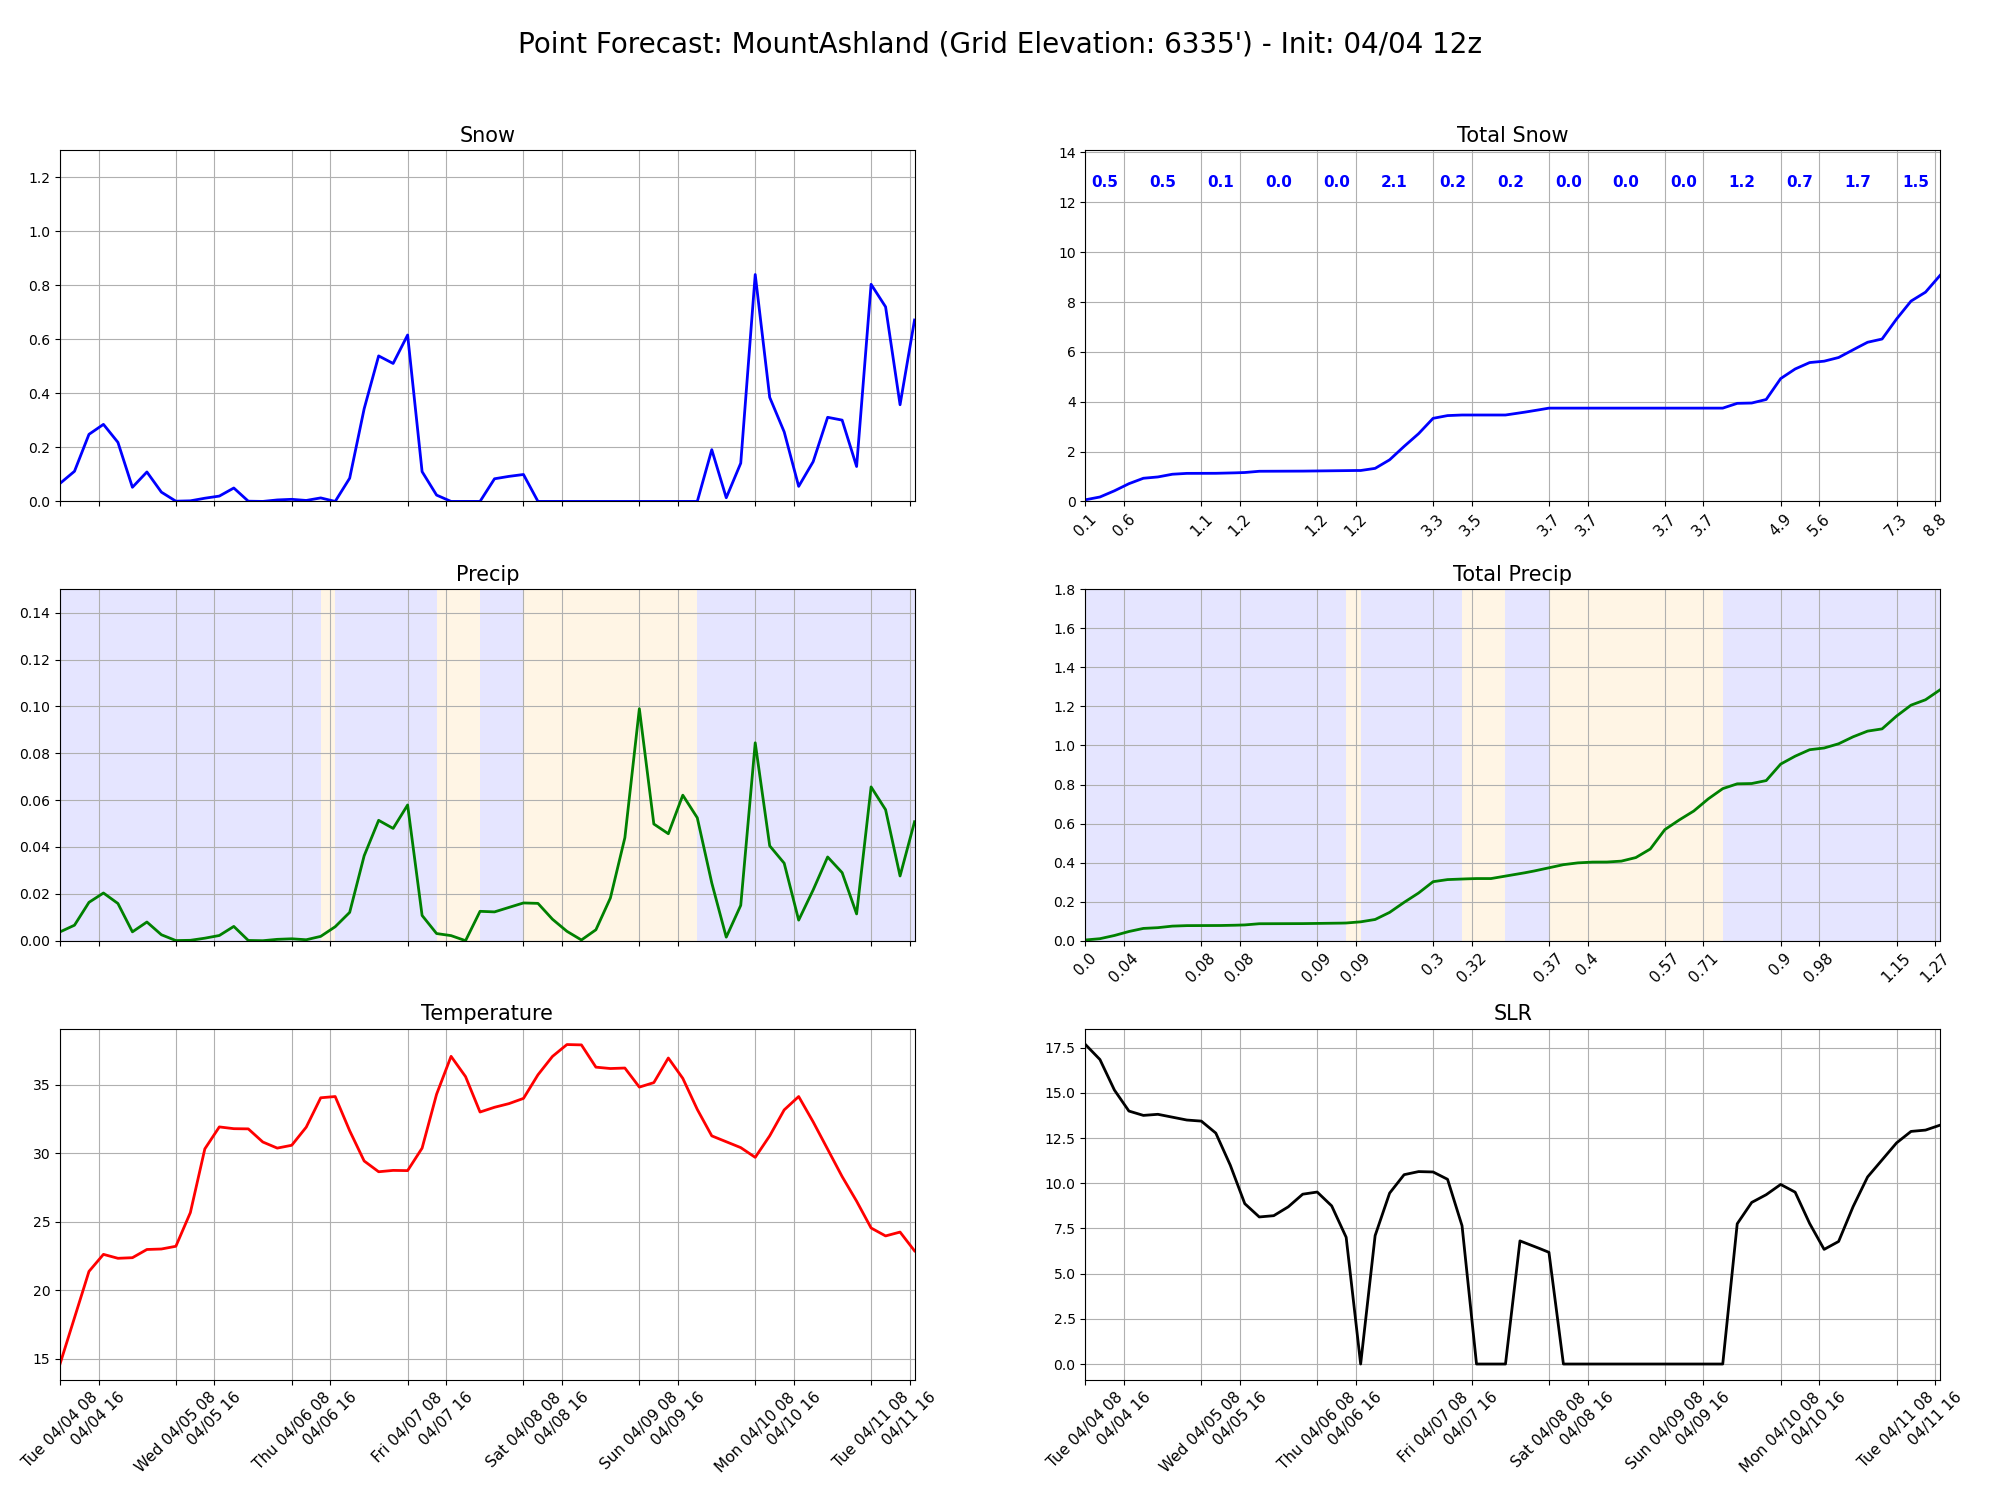 Point Forecast: MountAshland (Grid Elevation: 6335') - Init: 04/04 12z
Snow
1.2
1.0
0.8
0.6
0.4
0.2
0.0
Total Snow
14
12
10
8
6
4
2
0
0.5 0.5 0.1 0.0 0.0 2.1 0.2 0.2 0.0 0.0 0.0 1.2 0.7 1.7 1.5
0.1 0.6 1.1 1.2 1.2 1.2 3.3 3.5 3.7 3.7 3.7 3.7 4.9 5.6 7.3 8.8
Precip
0.14
0.12
0.10
0.08
0.06
0.04
0.02
0.00
Total Precip
1.8
1.6
1.4
1.2
1.0
0.8
0.6
0.4
0.2
0.0
0.0 0.04 0.08 0.08 0.09 0.09 0.3 0.32 0.37 0.4 0.57 0.71 0.9 0.98 1.15 1.27
Temperature
35
30
25
20
15
Tue 04/04 08
04/04 16
Wed 04/05 08
04/05 16
Thu 04/06 08
04/06 16
Fri 04/07 08
04/07 16
Sat 04/08 08
04/08 16
Sun 04/09 08
04/09 16
Mon 04/10 08
04/10 16
Tue 04/11 08
04/11 16
SLR
17.5
15.0
12.5
10.0
7.5
5.0
2.5
0.0
Tue 04/04 08
04/04 16
Wed 04/05 08
04/05 16
Thu 04/06 08
04/06 16
Fri 04/07 08
04/07 16
Sat 04/08 08
04/08 16
Sun 04/09 08
04/09 16
Mon 04/10 08
04/10 16
Tue 04/11 08
04/11 16